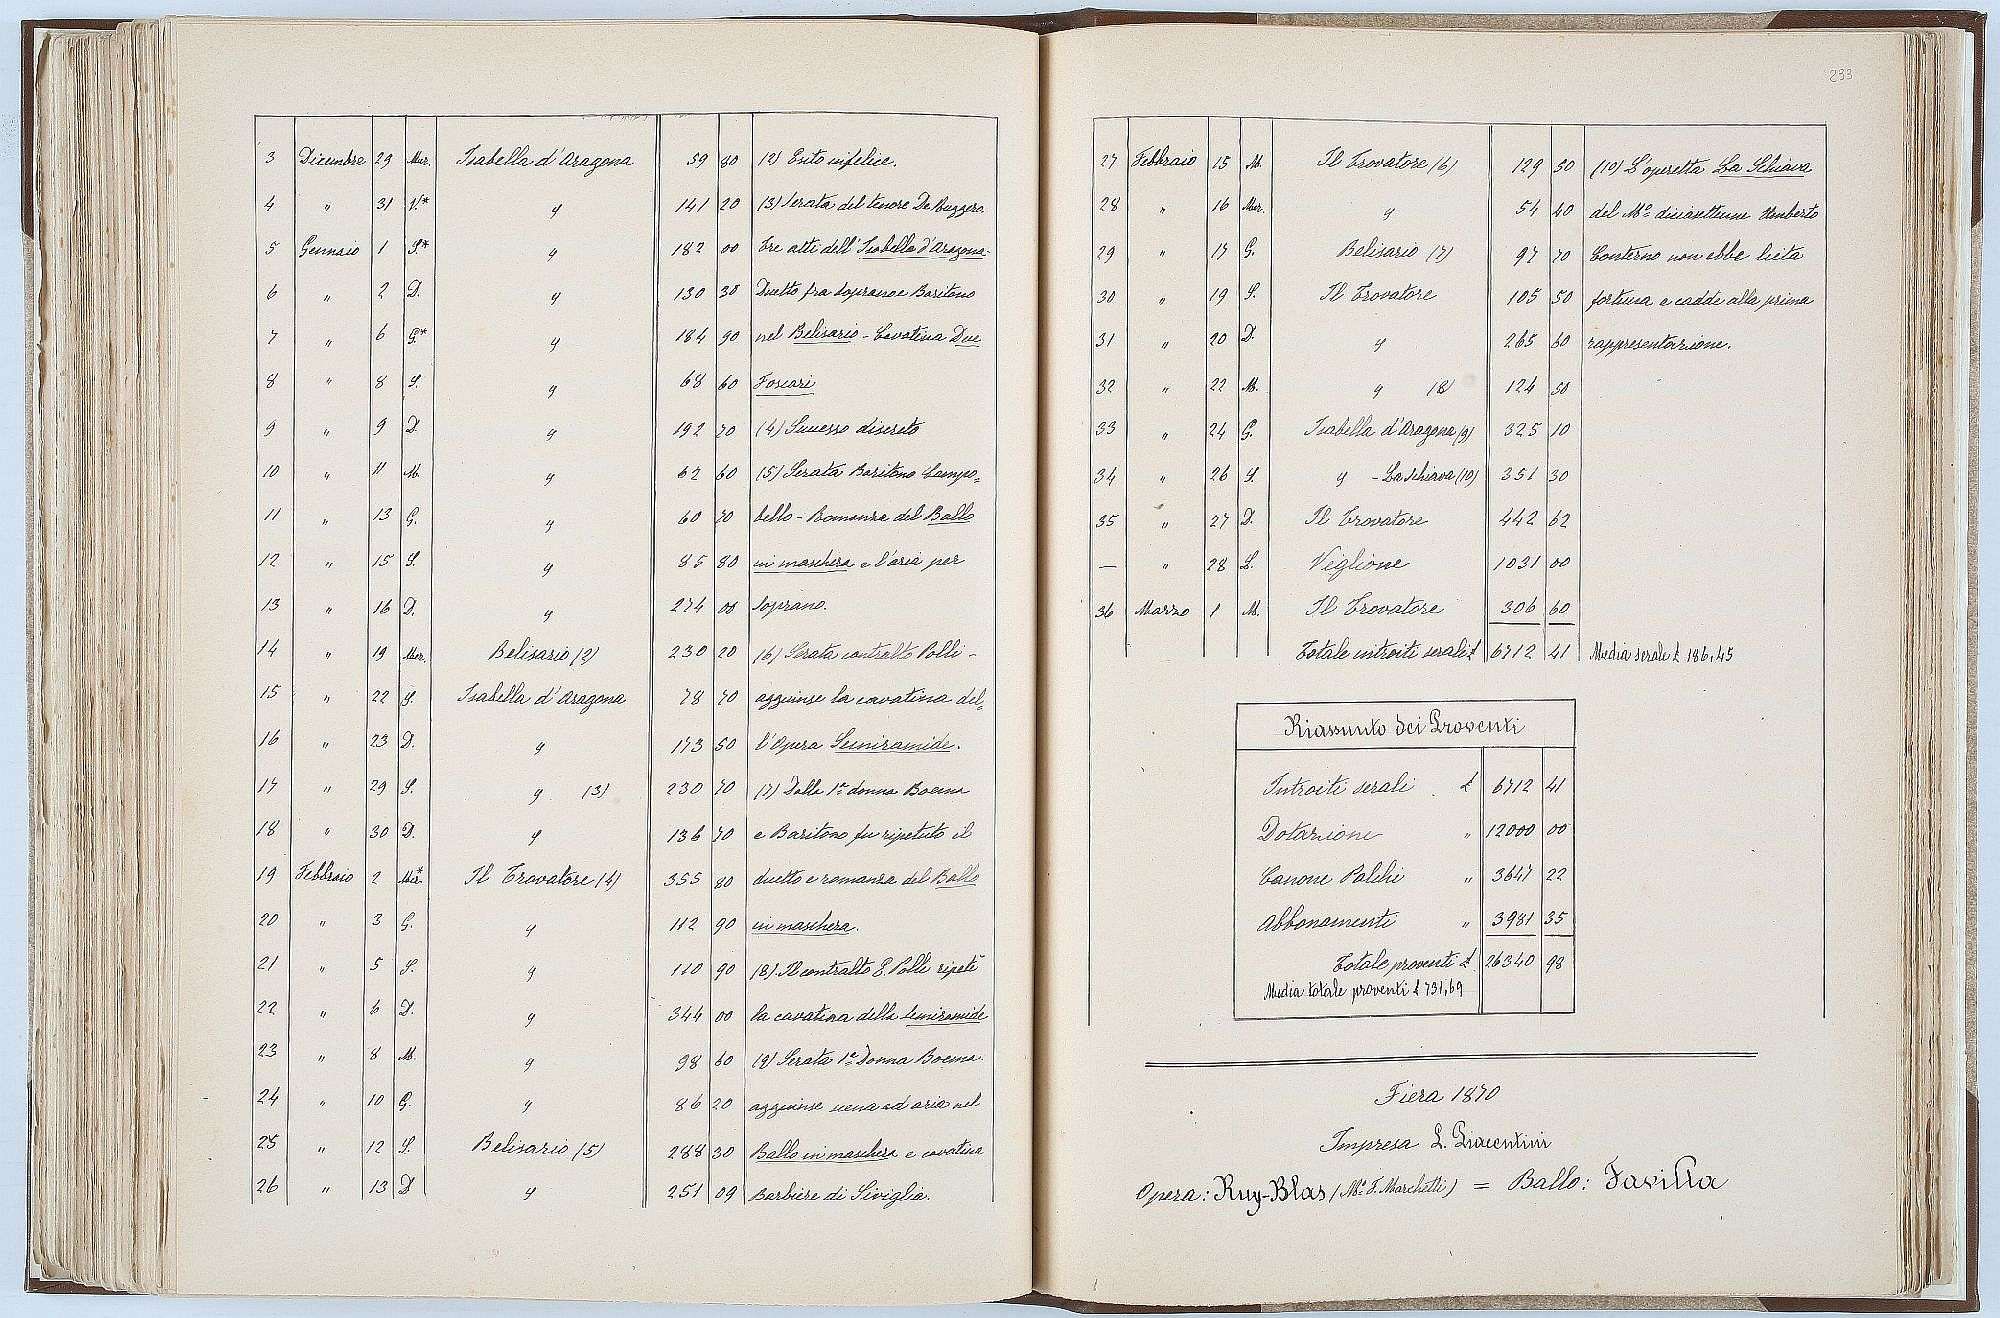 3 Dicembre 29 Mer. Isabella d'Aragona 59 80 (2) Esito infelice.
4 " 31 V.* " 141 20 (3) Serata del tenore De Ruggero
5 Gennaio 1 S.* " 182 00 Tre atti dell'Isabella d'Aragona.
6 " 2 D. " 130 30 Duetto fra Soprano e Baritono
7 " 6 G.* " 184 90 nel Belisario - Cavatina Due
8 " 8 S. " 68 60 Foscari
9 " 9 D. " 192 70 (4) Successo discreto
10 " 11 M. " 62 60 (5) Serata Baritono Campo=
11 " 13 G. " 60 70 bello - Romanza del Ballo
12 " 15 S. " 85 80 in maschera e l'aria per
13 " 16 D. " 274 00 Soprano.
14 " 19 Mer. Belisario (2) 230 20 (6) Serata contralto Polli -
15 " 22 S. Isabella d'Aragona 78 70 aggiunse la cavatina del=
16 " 23 D. " 173 50 l'Opera Semiramide.
17 " 29 S. " (3) 230 70 (7) Dalla 1ª donna Boema
18 " 30 D. " 136 70 e Baritono fu ripetuto il
19 Febbraio 2 Mer.* Il Trovatore (4) 355 80 duetto e romanza del Ballo
20 " 3 G. " 112 90 in maschera.
21 " 5 S. " 110 90 (8) Il contralto E. Polli ripetè
22 " 6 D. " 344 00 la cavatina della Semiramide
23 " 8 M. " 98 60 (9) Serata 1ª Donna Boema
24 " 10 G. " 86 20 aggiunse scena ed aria nel
25 " 12 S. Belisario (5) 288 30 Ballo in maschera e cavatina
26 " 13 D " 251 09 Barbiere di Siviglia.
233
27 Febbraio 15 M. Il Trovatore (6) 129 50 (10) L'operetta La Schiava
28 " 16 Mer. " 54 40 del Mº diciasettenne Umberto
29 " 17 G. Belisario (7) 97 70 Conterno non ebbe lieta
30 " 19 S. Il Trovatore 105 50 fortuna e cadde alla prima
31 " 20 D. " 265 60 rappresentazione.
32 " 22 M. " (8) 124 50
33 " 24 G. Isabella d'Aragona (9) 325 10
34 " 26 S. " - La Schiava (10) 351 30
35 " 27 D. Il Trovatore 442 62
— " 28 L. Veglione 1031 00
36 Marzo 1 M. Il Trovatore 306 60
Totale introiti serali £ 6712 41 Media serale £ 186,45
Riassunto dei Proventi
Introiti serali . £ 6712 41
Dotazione " 12000 00
Canone Palchi " 3647 22
Abbonamenti " 3981 35
Totale proventi £ 26340 98
Media totale proventi £ 731,69
Fiera 1870
Impresa L. Giacentini
Opera: Ruy-Blas (Mº F. Marchetti) = Ballo: Favilla